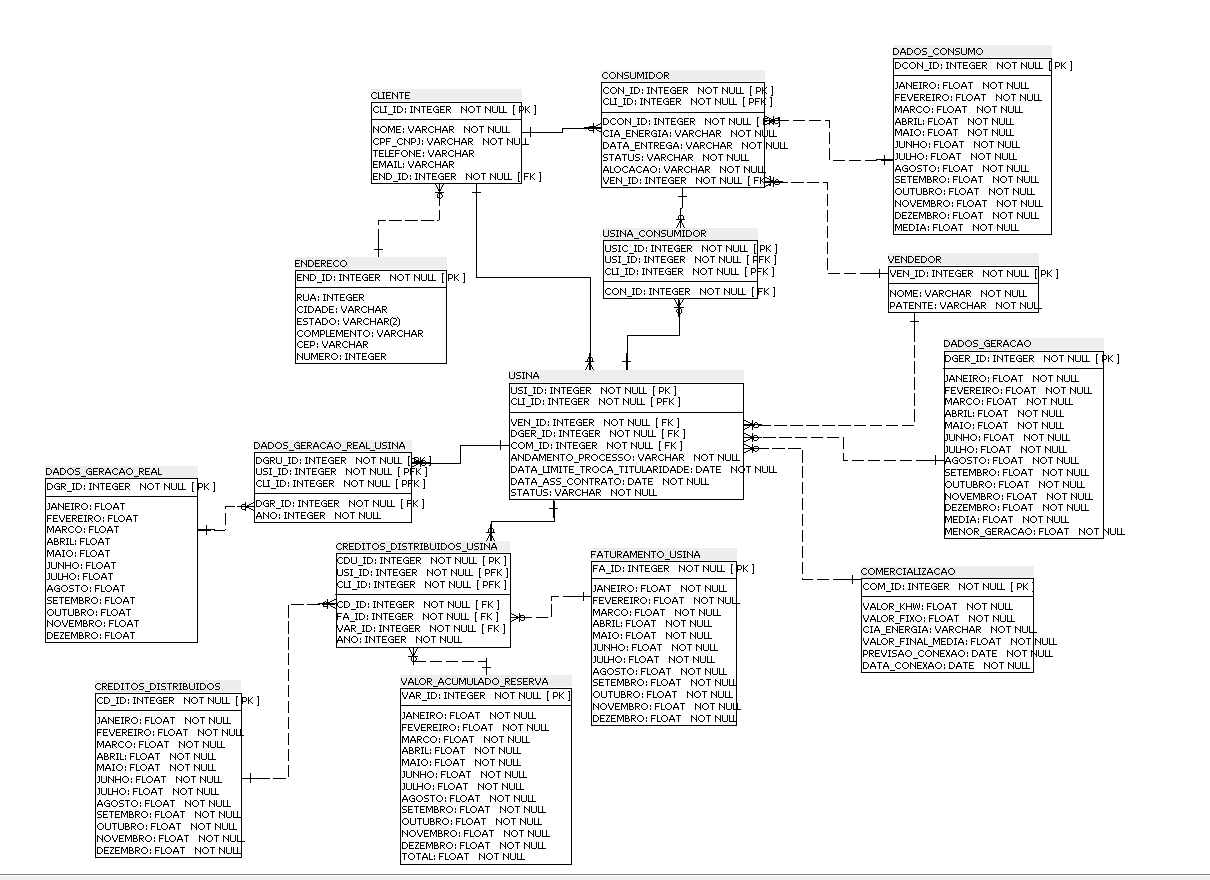 CLIENTE
CLI_ID: INTEGER NOT NULL [ PK ]
NOME: VARCHAR NOT NULL
CPF_CNPJ: VARCHAR NOT NULL
TELEFONE: VARCHAR
EMAIL: VARCHAR
END_ID: INTEGER NOT NULL [ FK ]
CONSUMIDOR
CON_ID: INTEGER NOT NULL [ PK ]
CLI_ID: INTEGER NOT NULL [ PFK ]
DCON_ID: INTEGER NOT NULL [ FK ]
CIA_ENERGIA: VARCHAR NOT NULL
DATA_ENTREGA: VARCHAR NOT NULL
STATUS: VARCHAR NOT NULL
ALOCACAO: VARCHAR NOT NULL
VEN_ID: INTEGER NOT NULL [ FK ]
DADOS_CONSUMO
DCON_ID: INTEGER NOT NULL [ PK ]
JANEIRO: FLOAT NOT NULL
FEVEREIRO: FLOAT NOT NULL
MARCO: FLOAT NOT NULL
ABRIL: FLOAT NOT NULL
MAIO: FLOAT NOT NULL
JUNHO: FLOAT NOT NULL
JULHO: FLOAT NOT NULL
AGOSTO: FLOAT NOT NULL
SETEMBRO: FLOAT NOT NULL
OUTUBRO: FLOAT NOT NULL
NOVEMBRO: FLOAT NOT NULL
DEZEMBRO: FLOAT NOT NULL
MEDIA: FLOAT NOT NULL
ENDERECO
END_ID: INTEGER NOT NULL [ PK ]
RUA: INTEGER
CIDADE: VARCHAR
ESTADO: VARCHAR(2)
COMPLEMENTO: VARCHAR
CEP: VARCHAR
NUMERO: INTEGER
USINA_CONSUMIDOR
USIC_ID: INTEGER NOT NULL [ PK ]
USI_ID: INTEGER NOT NULL [ PFK ]
CLI_ID: INTEGER NOT NULL [ PFK ]
CON_ID: INTEGER NOT NULL [ FK ]
VENDEDOR
VEN_ID: INTEGER NOT NULL [ PK ]
NOME: VARCHAR NOT NULL
PATENTE: VARCHAR NOT NULL
DADOS_GERACAO
DGER_ID: INTEGER NOT NULL [ PK ]
JANEIRO: FLOAT NOT NULL
FEVEREIRO: FLOAT NOT NULL
MARCO: FLOAT NOT NULL
ABRIL: FLOAT NOT NULL
MAIO: FLOAT NOT NULL
JUNHO: FLOAT NOT NULL
JULHO: FLOAT NOT NULL
AGOSTO: FLOAT NOT NULL
SETEMBRO: FLOAT NOT NULL
OUTUBRO: FLOAT NOT NULL
NOVEMBRO: FLOAT NOT NULL
DEZEMBRO: FLOAT NOT NULL
MEDIA: FLOAT NOT NULL
MENOR_GERACAO: FLOAT NOT NULL
USINA
USI_ID: INTEGER NOT NULL [ PK ]
CLI_ID: INTEGER NOT NULL [ PFK ]
VEN_ID: INTEGER NOT NULL [ FK ]
DGER_ID: INTEGER NOT NULL [ FK ]
COM_ID: INTEGER NOT NULL [ FK ]
ANDAMENTO_PROCESSO: VARCHAR NOT NULL
DATA_LIMITE_TROCA_TITULARIDADE: DATE NOT NULL
DATA_ASS_CONTRATO: DATE NOT NULL
STATUS: VARCHAR NOT NULL
DADOS_GERACAO_REAL_USINA
DGRU_ID: INTEGER NOT NULL [ PK ]
USI_ID: INTEGER NOT NULL [ PFK ]
CLI_ID: INTEGER NOT NULL [ PFK ]
DGR_ID: INTEGER NOT NULL [ FK ]
ANO: INTEGER NOT NULL
DADOS_GERACAO_REAL
DGR_ID: INTEGER NOT NULL [ PK ]
JANEIRO: FLOAT
FEVEREIRO: FLOAT
MARCO: FLOAT
ABRIL: FLOAT
MAIO: FLOAT
JUNHO: FLOAT
JULHO: FLOAT
AGOSTO: FLOAT
SETEMBRO: FLOAT
OUTUBRO: FLOAT
NOVEMBRO: FLOAT
DEZEMBRO: FLOAT
CREDITOS_DISTRIBUIDOS_USINA
CDU_ID: INTEGER NOT NULL [ PK ]
USI_ID: INTEGER NOT NULL [ PFK ]
CLI_ID: INTEGER NOT NULL [ PFK ]
CD_ID: INTEGER NOT NULL [ FK ]
FA_ID: INTEGER NOT NULL [ FK ]
VAR_ID: INTEGER NOT NULL [ FK ]
ANO: INTEGER NOT NULL
FATURAMENTO_USINA
FA_ID: INTEGER NOT NULL [ PK ]
JANEIRO: FLOAT NOT NULL
FEVEREIRO: FLOAT NOT NULL
MARCO: FLOAT NOT NULL
ABRIL: FLOAT NOT NULL
MAIO: FLOAT NOT NULL
JUNHO: FLOAT NOT NULL
JULHO: FLOAT NOT NULL
AGOSTO: FLOAT NOT NULL
SETEMBRO: FLOAT NOT NULL
OUTUBRO: FLOAT NOT NULL
NOVEMBRO: FLOAT NOT NULL
DEZEMBRO: FLOAT NOT NULL
COMERCIALIZACAO
COM_ID: INTEGER NOT NULL [ PK ]
VALOR_KHW: FLOAT NOT NULL
VALOR_FIXO: FLOAT NOT NULL
CIA_ENERGIA: VARCHAR NOT NULL
VALOR_FINAL_MEDIA: FLOAT NOT NULL
PREVISAO_CONEXAO: DATE NOT NULL
DATA_CONEXAO: DATE NOT NULL
CREDITOS_DISTRIBUIDOS
CD_ID: INTEGER NOT NULL [ PK ]
JANEIRO: FLOAT NOT NULL
FEVEREIRO: FLOAT NOT NULL
MARCO: FLOAT NOT NULL
ABRIL: FLOAT NOT NULL
MAIO: FLOAT NOT NULL
JUNHO: FLOAT NOT NULL
JULHO: FLOAT NOT NULL
AGOSTO: FLOAT NOT NULL
SETEMBRO: FLOAT NOT NULL
OUTUBRO: FLOAT NOT NULL
NOVEMBRO: FLOAT NOT NULL
DEZEMBRO: FLOAT NOT NULL
VALOR_ACUMULADO_RESERVA
VAR_ID: INTEGER NOT NULL [ PK ]
JANEIRO: FLOAT NOT NULL
FEVEREIRO: FLOAT NOT NULL
MARCO: FLOAT NOT NULL
ABRIL: FLOAT NOT NULL
MAIO: FLOAT NOT NULL
JUNHO: FLOAT NOT NULL
JULHO: FLOAT NOT NULL
AGOSTO: FLOAT NOT NULL
SETEMBRO: FLOAT NOT NULL
OUTUBRO: FLOAT NOT NULL
NOVEMBRO: FLOAT NOT NULL
DEZEMBRO: FLOAT NOT NULL
TOTAL: FLOAT NOT NULL